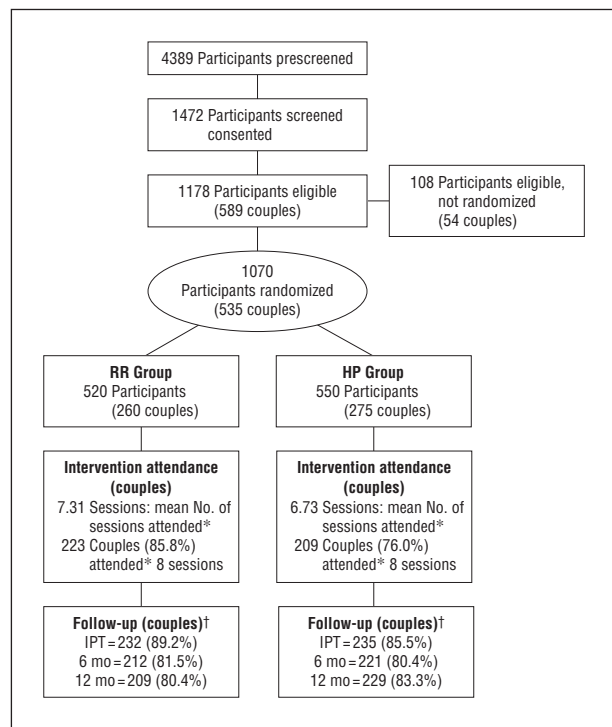 4389 Participants prescreened
1472 Participants screened
consented
1178 Participants eligible
(589 couples)
108 Participants eligible,
not randomized
(54 couples)
1070
Participants randomized
(535 couples)
RR Group
520 Participants
(260 couples)
HP Group
550 Participants
(275 couples)
Intervention attendance
(couples)
7.31 Sessions: mean No. of
sessions attended*
223 Couples (85.8%)
attended* 8 sessions
Intervention attendance
(couples)
6.73 Sessions: mean No. of
sessions attended*
209 Couples (76.0%)
attended* 8 sessions
Follow-up (couples)†
IPT=232 (89.2%)
6 mo=212 (81.5%)
12 mo=209 (80.4%)
Follow-up (couples)†
IPT=235 (85.5%)
6 mo=221 (80.4%)
12 mo=229 (83.3%)